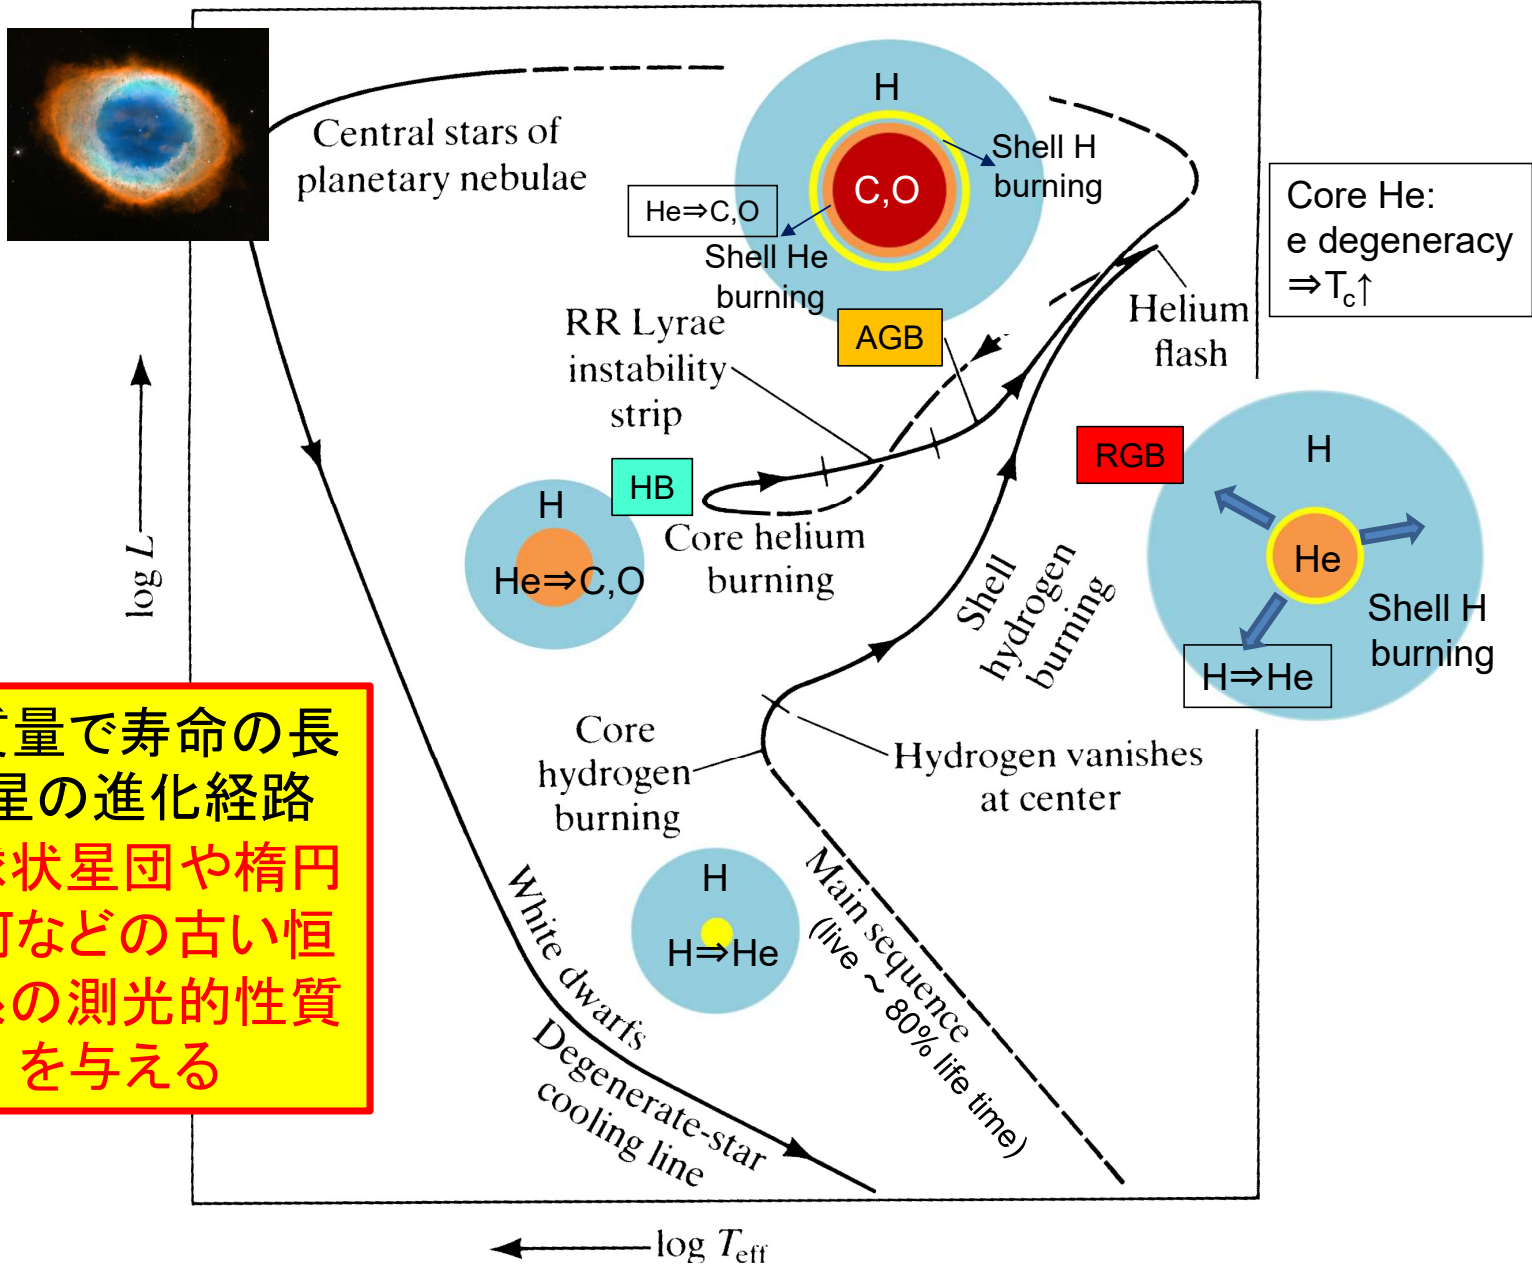 Central stars of
planetary nebulae
H
Shell H
burning
C,O
He⇒C,O
Shell He
burning
Core He:
e degeneracy
⇒Tc↑
Helium
flash
RR Lyrae
instability
strip
AGB
RGB
HB
H
He⇒C,O
Core helium
burning
Shell
hydrogen
burning
H
He
Shell H
burning
H⇒He
log L
質量で寿命の長
星の進化経路
球状星団や楕円
河などの古い恒
系の測光的性質
を与える
Core
hydrogen
burning
Hydrogen vanishes
at center
H
H⇒He
Main sequence
(live ~ 80% life time)
White dwarfs
Degenerate-star
cooling line
log Teff